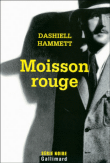 DASHIELL
HAMMETT
Moisson
rouge
SÉRIE NOIRE
Gallimard